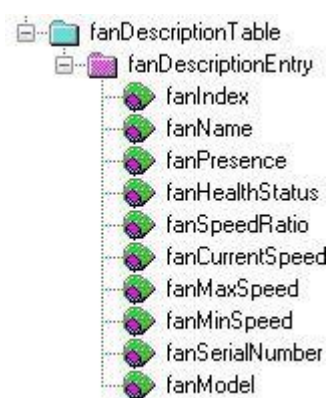 fanDescriptionTable
fanDescriptionEntry
fanIndex
fanName
fanPresence
fanHealthStatus
fanSpeedRatio
fanCurrentSpeed
fanMaxSpeed
fanMinSpeed
fanSerialNumber
fanModel